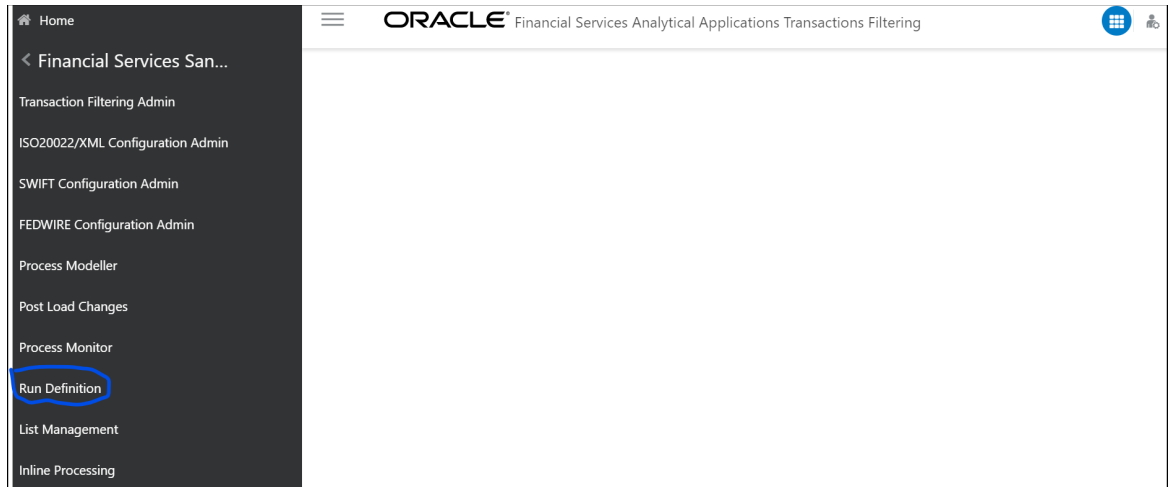 Home
ORACLE® Financial Services Analytical Applications Transactions Filtering
< Financial Services San...
Transaction Filtering Admin
ISO20022/XML Configuration Admin
SWIFT Configuration Admin
FEDWIRE Configuration Admin
Process Modeller
Post Load Changes
Process Monitor
Run Definition
List Management
Inline Processing